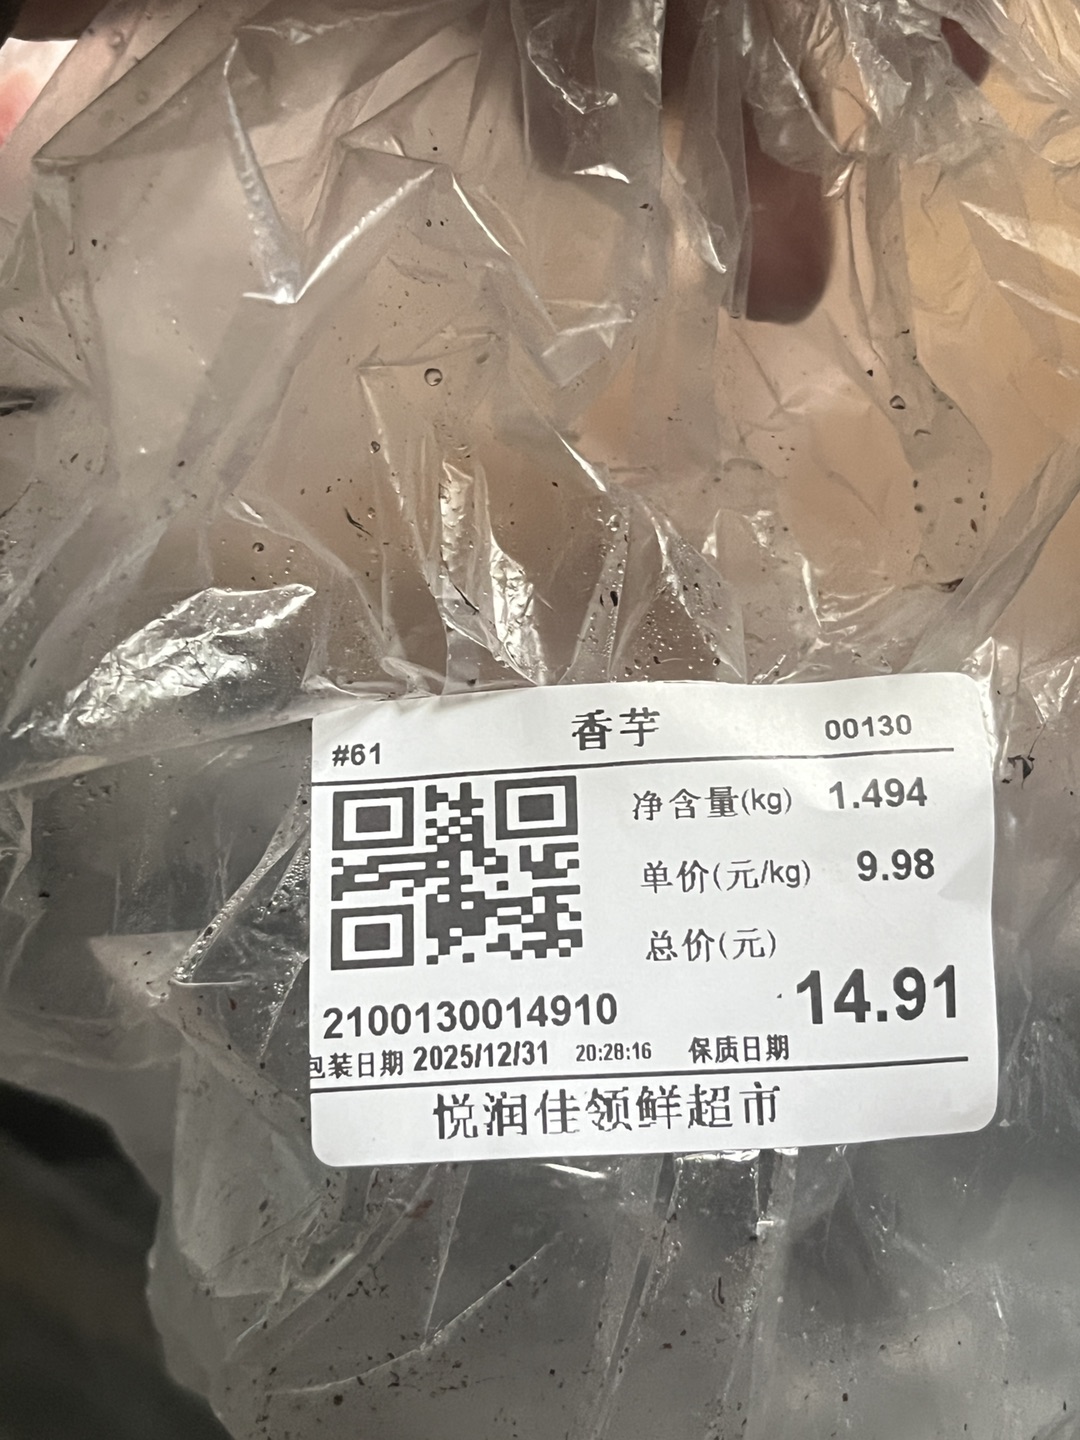 香芋
#61 00130
净含量(kg) 1.494
单价(元/kg) 9.98
总价(元)
14.91
2100130014910
包装日期 2025/12/31 20:28:16 保质日期
悦润佳领鲜超市